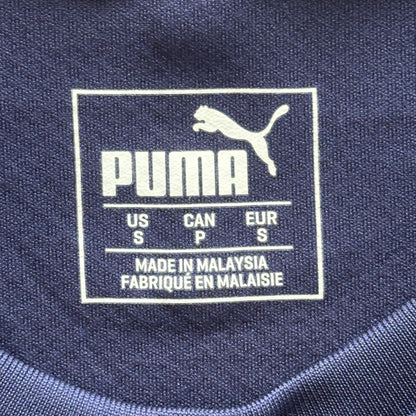 PUMA
US CAN EUR
S P S
MADE IN MALAYSIA
FABRIQUÉ EN MALAISIE